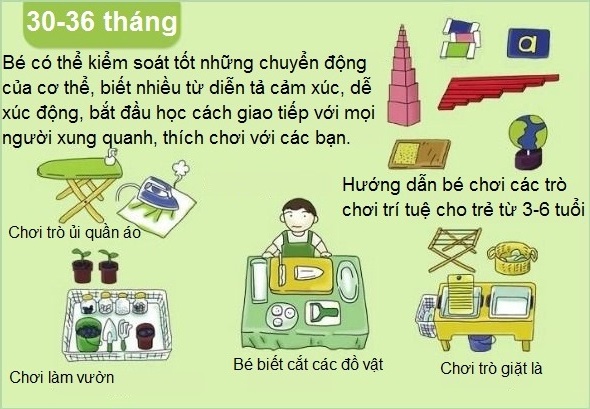 30-36 tháng
Bé có thể kiểm soát tốt những chuyển động
của cơ thể, biết nhiều từ diễn tả cảm xúc, dễ
xúc động, bắt đầu học cách giao tiếp với mọi
người xung quanh, thích chơi với các bạn.
a
Hướng dẫn bé chơi các trò
chơi trí tuệ cho trẻ từ 3-6 tuổi
Chơi trò ủi quần áo
Chơi làm vườn
Bé biết cắt các đồ vật
Chơi trò giặt là